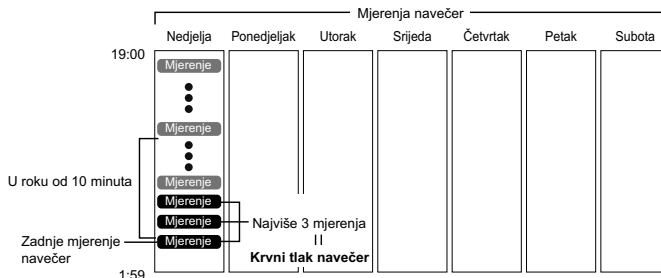 Mjerenja navečer
Nedjelja Ponedjeljak Utorak Srijeda Četvrtak Petak Subota
19:00
Mjerenje
Mjerenje
U roku od 10 minuta
Mjerenje
Mjerenje
Mjerenje
Najviše 3 mjerenja
Zadnje mjerenje navečer
Mjerenje
Krvni tlak navečer
1:59